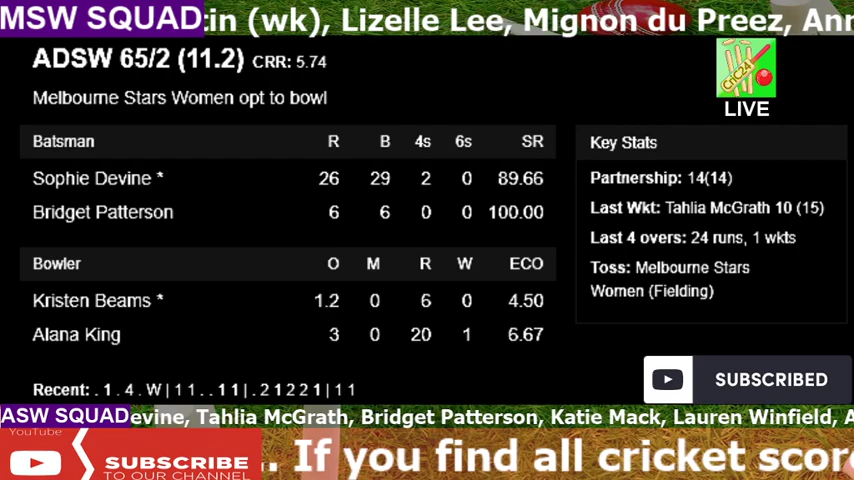 MSW SQUAD tin (wk), Lizelle Lee, Mignon du Preez, Ann
ADSW 65/2 (11.2) CRR: 5.74
Cric24
LIVE
Melbourne Stars Women opt to bowl
Batsman R B 4s 6s SR
Sophie Devine * 26 29 2 0 89.66
Bridget Patterson 6 6 0 0 100.00
Bowler O M R W ECO
Kristen Beams * 1.2 0 6 0 4.50
Alana King 3 0 20 1 6.67
Recent: . 1 . 4 . W | 1 1 . . 1 1 | . 2 1 2 2 1 | 1 1
Key Stats
Partnership: 14(14)
Last Wkt: Tahlia McGrath 10 (15)
Last 4 overs: 24 runs, 1 wkts
Toss: Melbourne Stars
Women (Fielding)
SUBSCRIBED
ASW SQUAD evine, Tahlia McGrath, Bridget Patterson, Katie Mack, Lauren Winfield, A
YouTube
SUBSCRIBE
TO OUR CHANNEL
.. If you find all cricket score